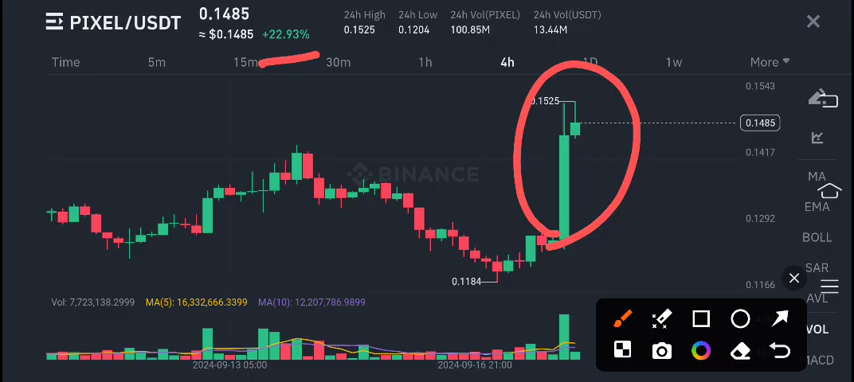 PIXEL/USDT
0.1485
≈ $0.1485 +22.93%
24h High
0.1525
24h Low
0.1204
24h Vol(PIXEL)
100.85M
24h Vol(USDT)
13.44M
Time 5m 15m 30m 1h 4h 1D 1w More
0.1543
0.1525
0.1485
0.1417
BINANCE
MA
EMA
0.1292
BOLL
SAR
0.1184
0.1166
AVL
Vol: 7,723,138.2999 MA(5): 16,332,666.3399 MA(10): 12,207,786.9899
VOL
MACD
2024-09-13 05:00 2024-09-16 21:00